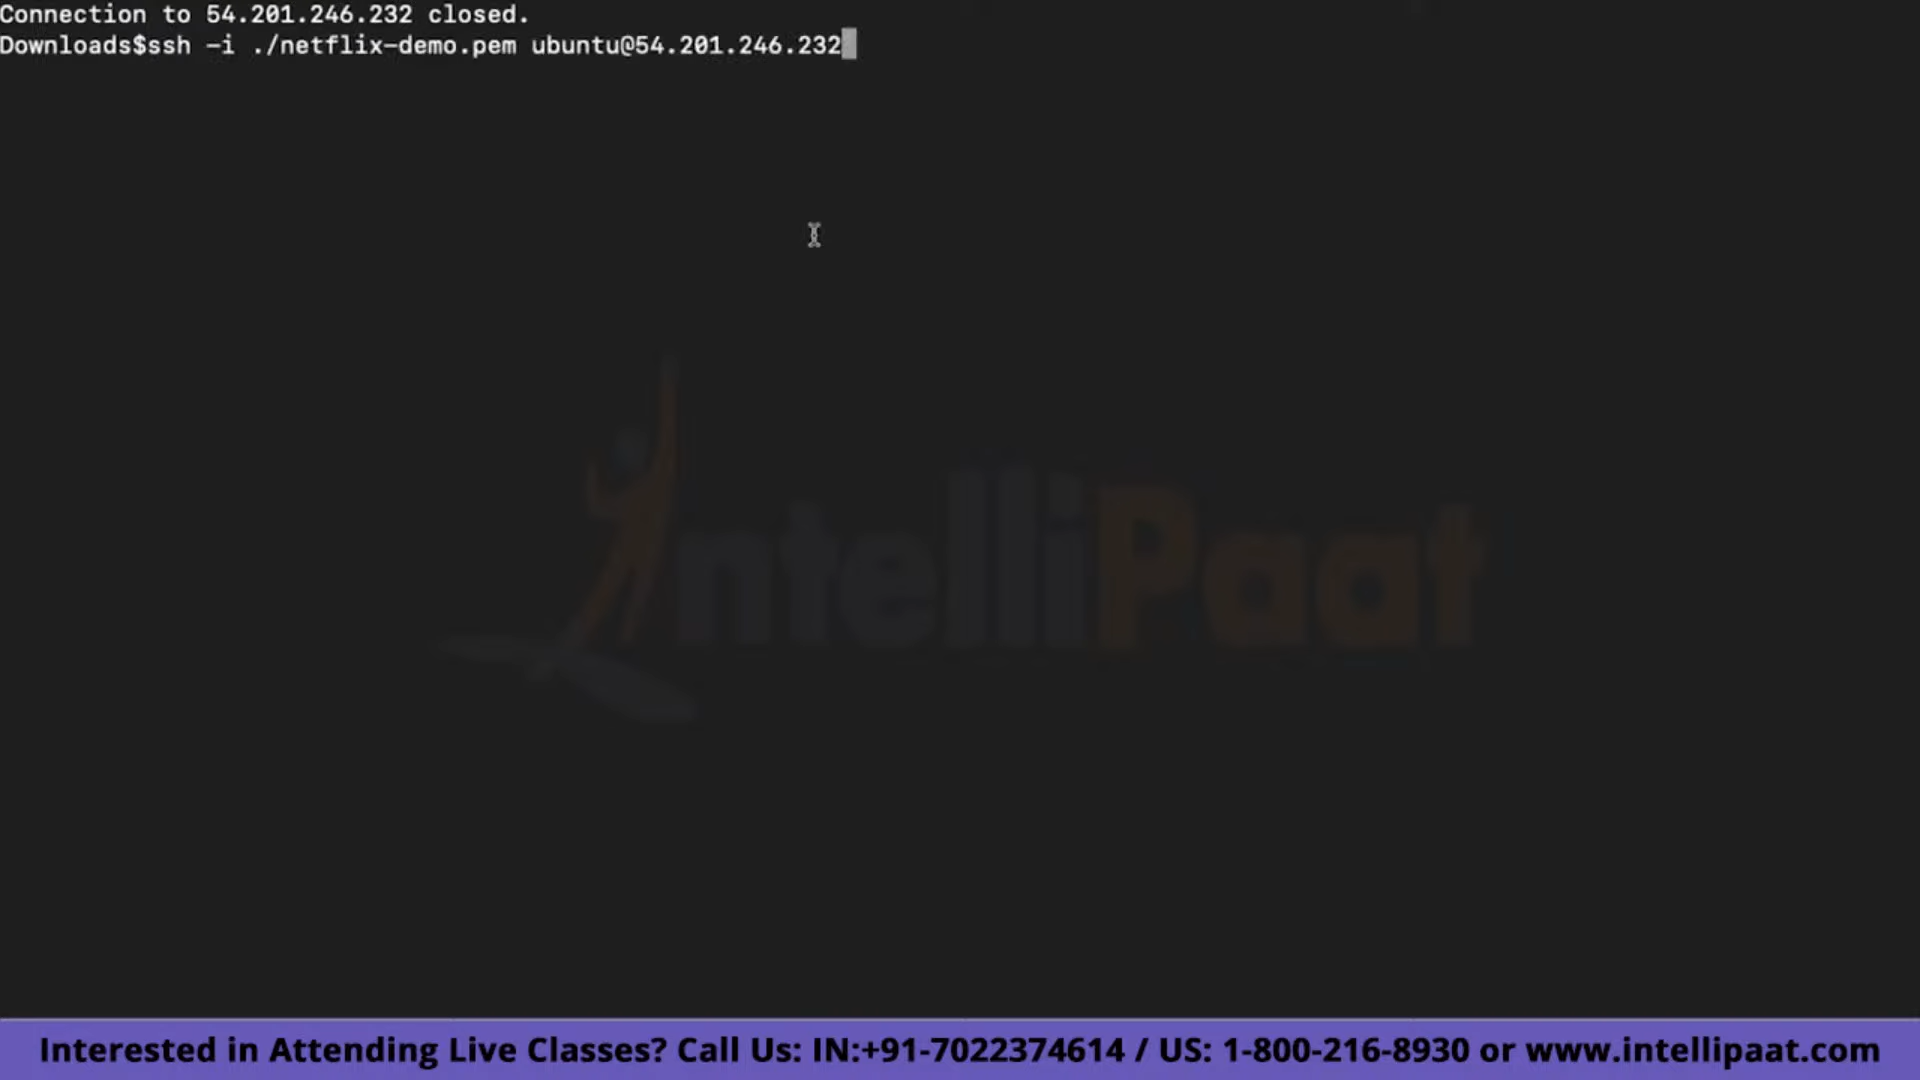 Connection to 54.201.246.232 closed.
Downloads$ssh -i ./netflix-demo.pem ubuntu@54.201.246.232
IntelliPaat
Interested in Attending Live Classes? Call Us: IN:+91-7022374614 / US: 1-800-216-8930 or www.intellipaat.com